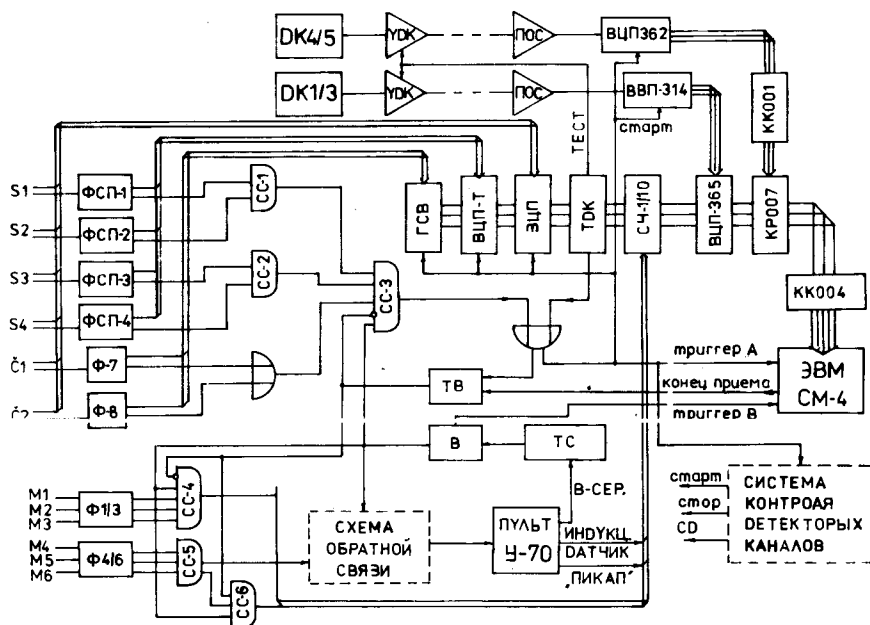 DK4/5
YDK
ПОС
ВЦП362
DK1/3
YDK
ПОС
ВВП-314
КК001
старт
ТЕСТ
S1
ФСП-1
СС-1
S2
ФСП-2
S3
ФСП-3
СС-2
S4
ФСП-4
Č1
Ф-7
Č2
Ф-8
СС-3
ГСВ
ВЦП-Т
ЗЦП
TDK
СЧ-1/10
ВЦП-365
КР007
КК004
триггер А
ЭВМ
СМ-4
конец приема
триггер В
ТВ
В
ТС
В-СЕР.
M1
M2
M3
Ф1/3
СС-4
M4
M5
M6
Ф4/6
СС-5
СС-6
СХЕМА
ОБРАТНОЙ
СВЯЗИ
ПУЛЬТ
У-70
ИНDУКЦ.
DАТЧИК
„ПИКАП"
старт
стор
CD
СИСТЕМА
КОНТРОАЯ
DЕТЕКТОРЫХ
КАНАЛОВ